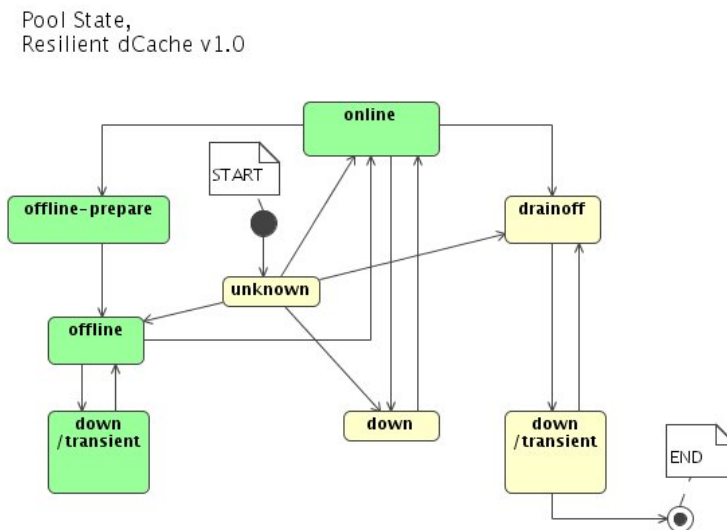 Pool State,
Resilient dCache v1.0
online
START
offline-prepare
drainoff
unknown
offline
down
/transient
down
down
/transient
END